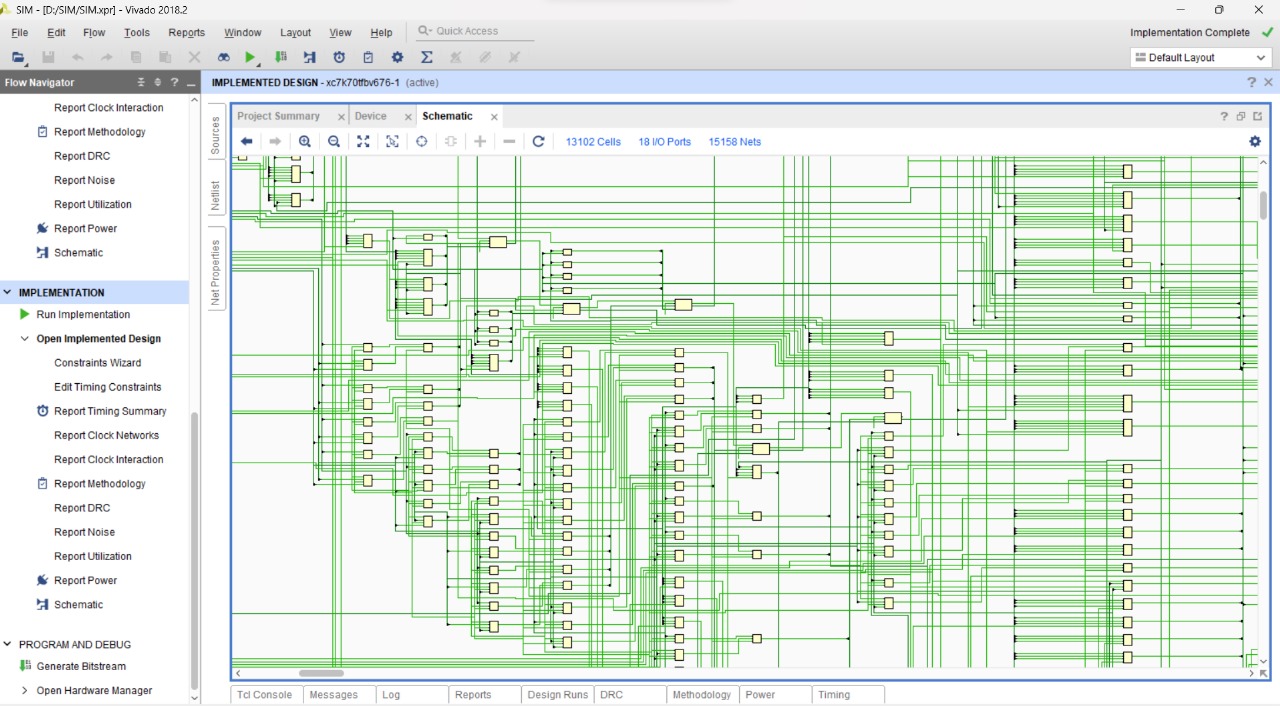 SIM - [D:/SIM/SIM.xpr] - Vivado 2018.2
File Edit Flow Tools Reports Window Layout View Help Quick Access
Implementation Complete
Default Layout
Flow Navigator
IMPLEMENTED DESIGN - xc7k70tfbv676-1 (active)
Report Clock Interaction
Report Methodology
Report DRC
Report Noise
Report Utilization
Report Power
Schematic
IMPLEMENTATION
Run Implementation
Open Implemented Design
Constraints Wizard
Edit Timing Constraints
Report Timing Summary
Report Clock Networks
Report Clock Interaction
Report Methodology
Report DRC
Report Noise
Report Utilization
Report Power
Schematic
PROGRAM AND DEBUG
Generate Bitstream
Open Hardware Manager
Sources
Netlist
Net Properties
Project Summary Device Schematic
13102 Cells 18 I/O Ports 15158 Nets
Tcl Console Messages Log Reports Design Runs DRC Methodology Power Timing